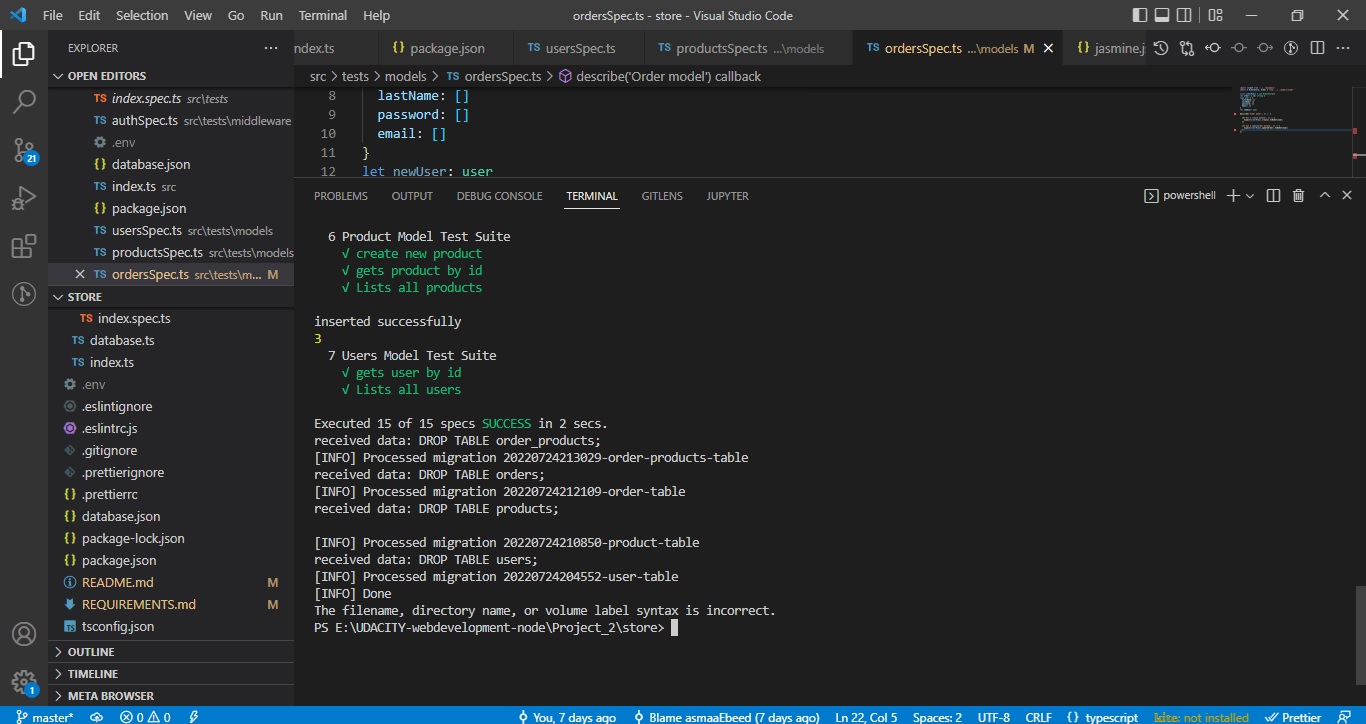 File Edit Selection View Go Run Terminal Help ordersSpec.ts - store - Visual Studio Code
EXPLORER
OPEN EDITORS
TS index.spec.ts src\tests
TS authSpec.ts src\tests\middleware
.env
{} database.json
TS index.ts src
{} package.json
TS usersSpec.ts src\tests\models
TS productsSpec.ts src\tests\models
TS ordersSpec.ts src\tests\m... M
STORE
TS index.spec.ts
TS database.ts
TS index.ts
.env
.eslintignore
.eslintrc.js
.gitignore
.prettierignore
{} .prettierrc
{} database.json
{} package-lock.json
{} package.json
README.md M
REQUIREMENTS.md M
TS tsconfig.json
OUTLINE
TIMELINE
META BROWSER
21
1
ndex.ts {} package.json TS usersSpec.ts TS productsSpec.ts ...\models TS ordersSpec.ts ...\models M {} jasmine.j
src > tests > models > TS ordersSpec.ts > describe('Order model') callback
8 lastName: []
9 password: []
10 email: []
11 }
12 let newUser: user
PROBLEMS OUTPUT DEBUG CONSOLE TERMINAL GITLENS JUPYTER powershell
6 Product Model Test Suite
√ create new product
√ gets product by id
√ Lists all products
inserted successfully
3
7 Users Model Test Suite
√ gets user by id
√ Lists all users
Executed 15 of 15 specs SUCCESS in 2 secs.
received data: DROP TABLE order_products;
[INFO] Processed migration 20220724213029-order-products-table
received data: DROP TABLE orders;
[INFO] Processed migration 20220724212109-order-table
received data: DROP TABLE products;
[INFO] Processed migration 20220724210850-product-table
received data: DROP TABLE users;
[INFO] Processed migration 20220724204552-user-table
[INFO] Done
The filename, directory name, or volume label syntax is incorrect.
PS E:\UDACITY-webdevelopment-node\Project_2\store>
master* 0 0 You, 7 days ago Blame asmaaEbeed (7 days ago) Ln 22, Col 5 Spaces: 2 UTF-8 CRLF {} typescript kite: not installed Prettier